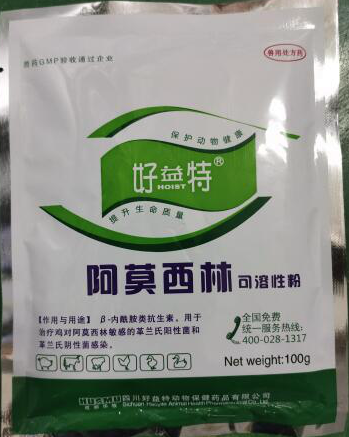 兽药GMP验收通过企业
兽用处方药
保护动物健康
好益特®
HOIST
提升生命质量
阿莫西林可溶性粉
【作用与用途】 β-内酰胺类抗生素。用于
治疗鸡对阿莫西林敏感的革兰氏阳性菌和
革兰氏阴性菌感染。
全国免费
统一服务热线:
400-028-1317
Net weight:100g
四川好益特动物保健药品有限公司